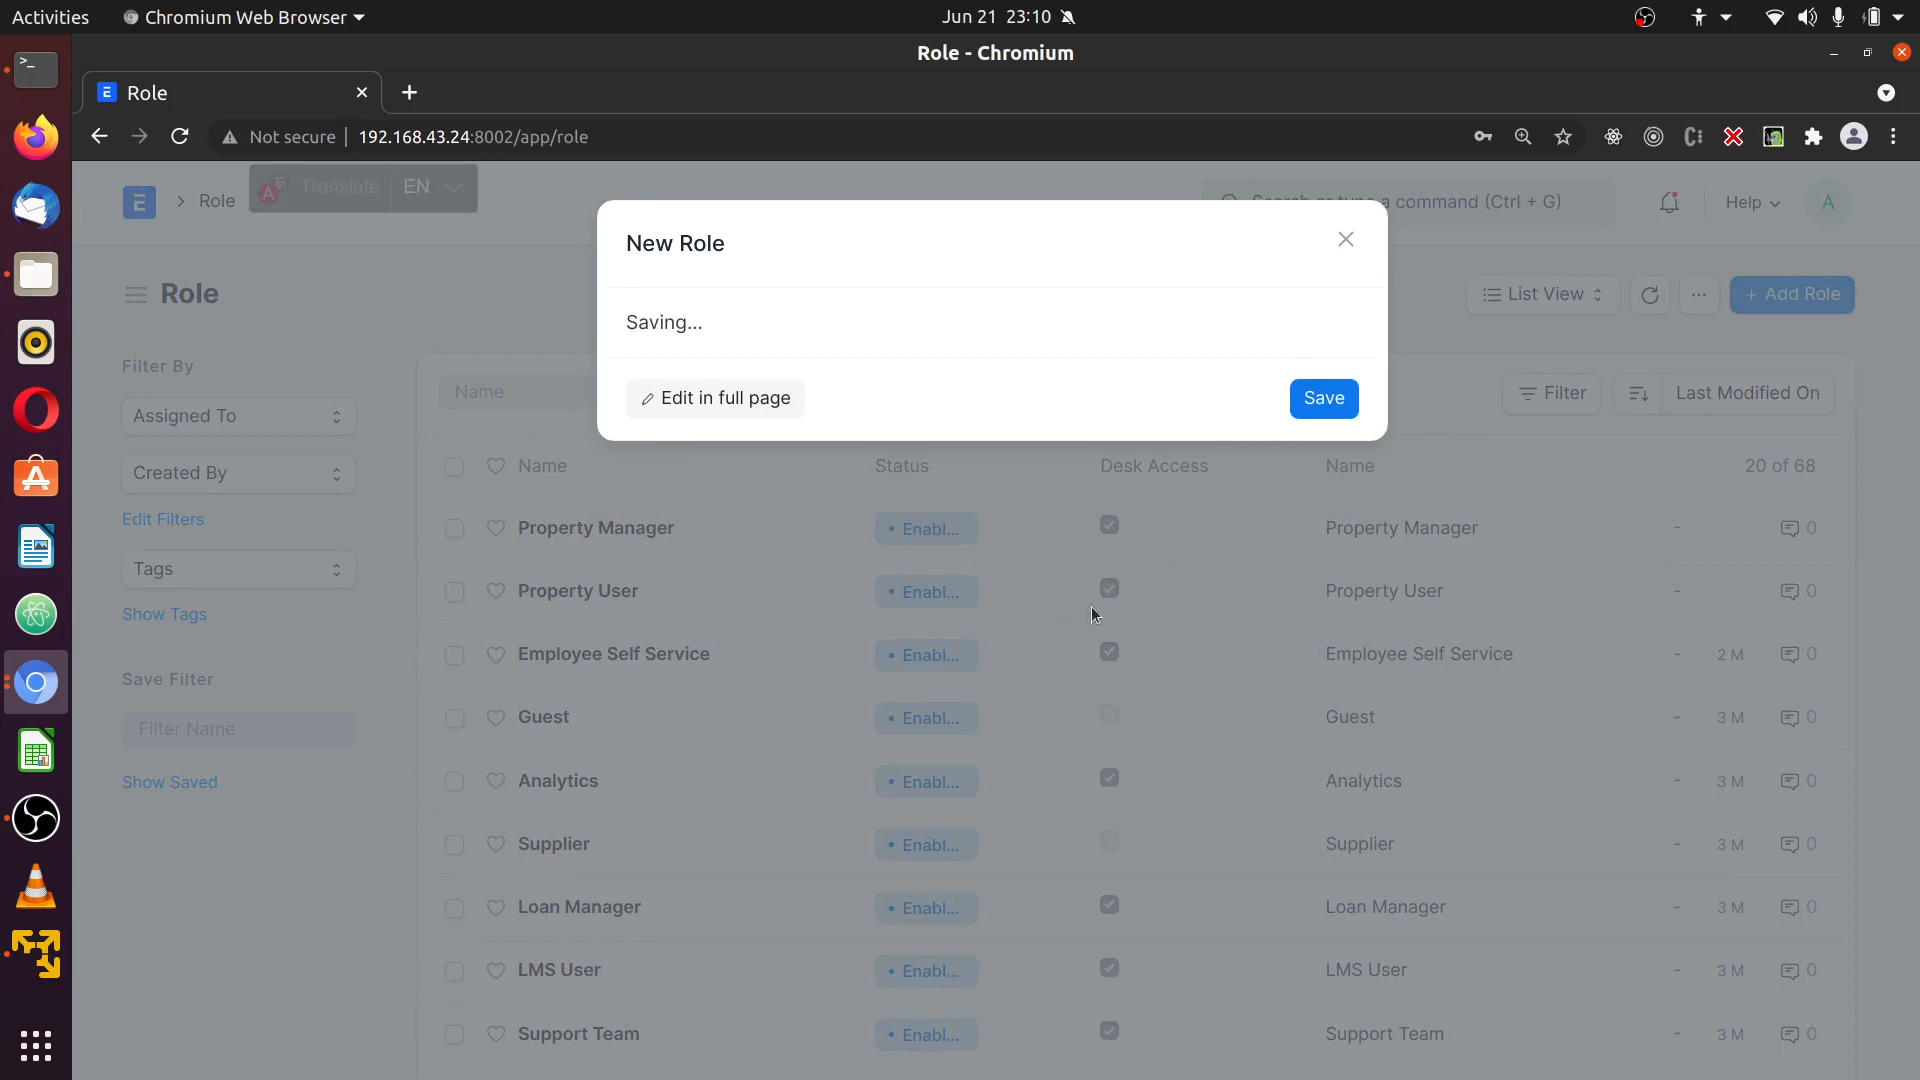 Activities
Chromium Web Browser
Jun 21 23:10
Role - Chromium
Role
Not secure
192.168.43.24:8002/app/role
Role
Translate EN
a command (Ctrl + G)
Help
A
New Role
Saving...
Edit in full page
Save
Role
List View
...
+ Add Role
Filter By
Assigned To
Created By
Edit Filters
Tags
Show Tags
Save Filter
Filter Name
Show Saved
Name
Filter
Last Modified On
Name Status Desk Access Name 20 of 68
Property Manager • Enabl... Property Manager - 0
Property User • Enabl... Property User - 0
Employee Self Service • Enabl... Employee Self Service - 2 M 0
Guest • Enabl... Guest - 3 M 0
Analytics • Enabl... Analytics - 3 M 0
Supplier • Enabl... Supplier - 3 M 0
Loan Manager • Enabl... Loan Manager - 3 M 0
LMS User • Enabl... LMS User - 3 M 0
Support Team • Enabl... Support Team - 3 M 0